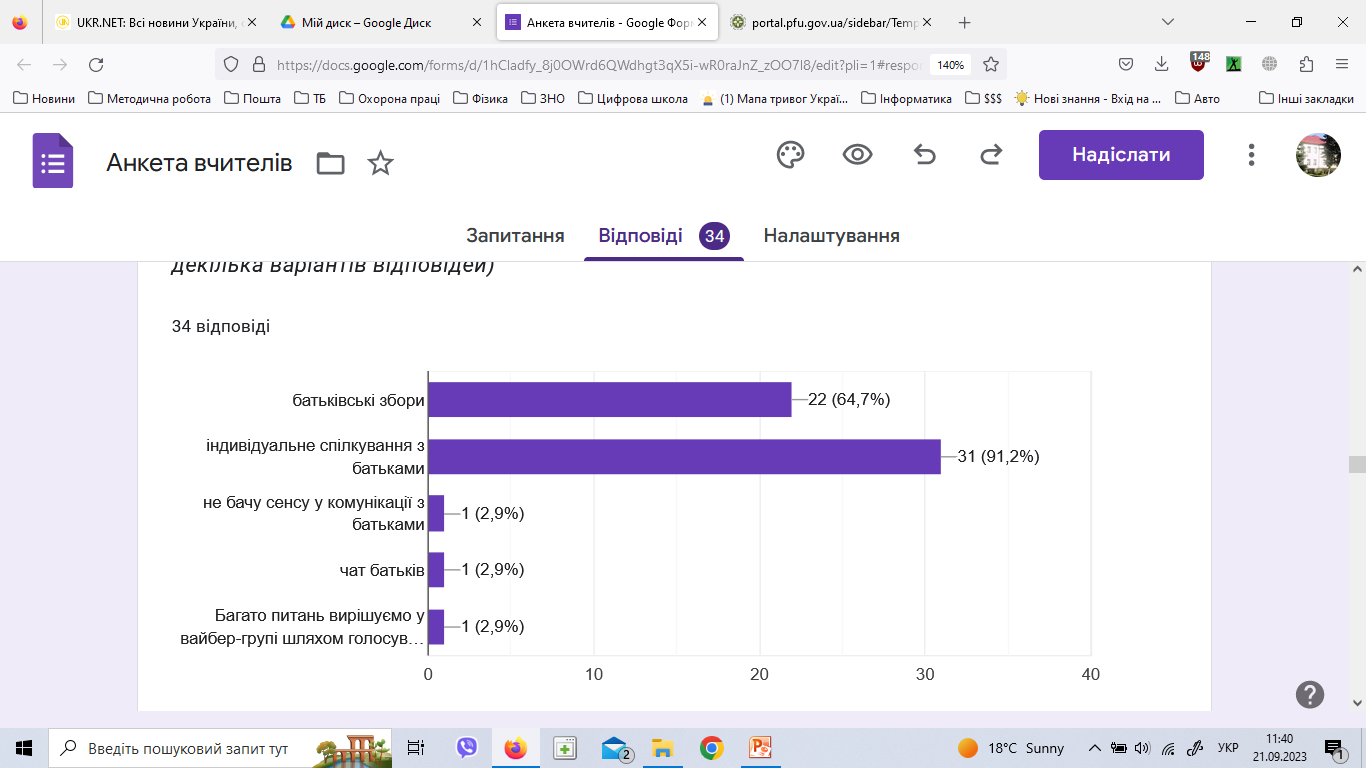 UKR.NET: Всі новини України,
Мій диск – Google Диск
Анкета вчителів - Google Фор
portal.pfu.gov.ua/sidebar/Temp
https://docs.google.com/forms/d/
edit?pli=1#respo
140%
148
Новини
Методична робота
Пошта
ТБ
Охорона праці
Фізика
ЗНО
Цифрова школа
(1) Мапа тривог Украї...
Інформатика
$$$
Нові знання - Вхід на ...
Авто
Інші закладки
Анкета вчителів
Надіслати
Запитання
Відповіді 34
Налаштування
декілька варіантів відповідей)
34 відповіді
батьківські збори
22 (64,7%)
індивідуальне спілкування з
батьками
31 (91,2%)
не бачу сенсу у комунікації з
батьками
1 (2,9%)
чат батьків
1 (2,9%)
Багато питань вирішуємо у
вайбер-групі шляхом голосув…
1 (2,9%)
0 10 20 30 40
Введіть пошуковий запит тут
2
18°C Sunny
УКР
11:40
21.09.2023
1